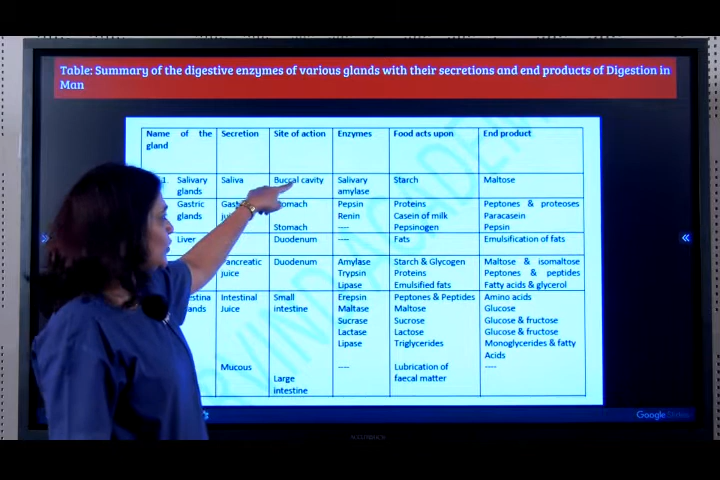 Table: Summary of the digestive enzymes of various glands with their secretions and end products of Digestion in
Man
Name of the gland Secretion Site of action Enzymes Food acts upon End product
Salivary glands Saliva Buccal cavity Salivary amylase Starch Maltose
Gastric glands Stomach Pepsin Proteins Peptones & proteoses
Renin Casein of milk Paracasein
Stomach ---- Pepsinogen Pepsin
Liver Duodenum ---- Fats Emulsification of fats
Pancreatic Juice Duodenum Amylase Starch & Glycogen Maltose & isomaltose
Trypsin Proteins Peptones & peptides
Lipase Emulsified fats Fatty acids & glycerol
Intestinal Juice Small intestine Erepsin Peptones & Peptides Amino acids
Maltase Maltose Glucose
Sucrase Sucrose Glucose & fructose
Lactase Lactose Glucose & fructose
Lipase Triglycerides Monoglycerides & fatty Acids
Mucous Large intestine ---- Lubrication of faecal matter ----
Google Slides